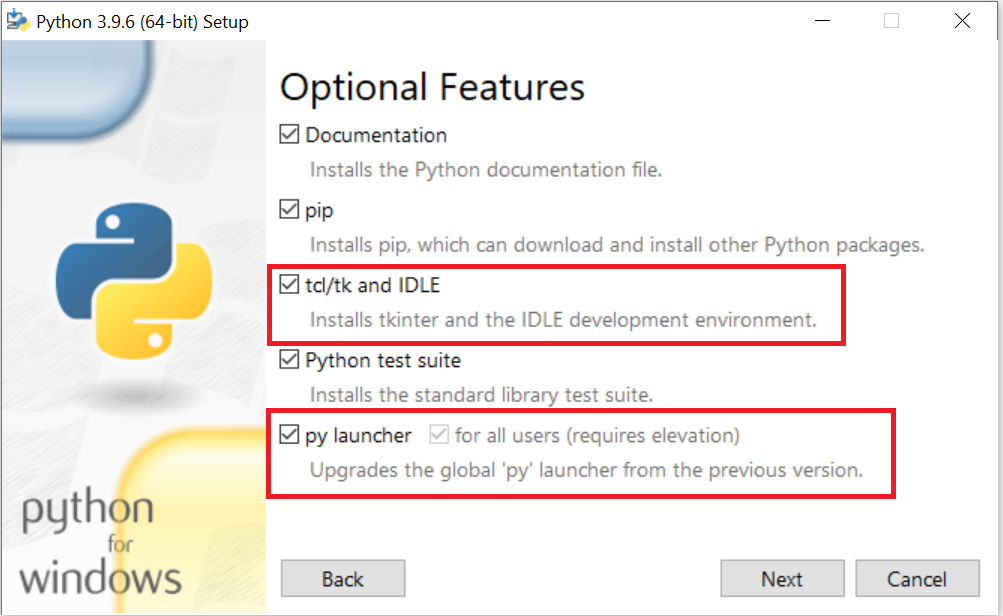 Python 3.9.6 (64-bit) Setup
Optional Features
Documentation
Installs the Python documentation file.
pip
Installs pip, which can download and install other Python packages.
tcl/tk and IDLE
Installs tkinter and the IDLE development environment.
Python test suite
Installs the standard library test suite.
py launcher for all users (requires elevation)
Upgrades the global 'py' launcher from the previous version.
python
for
windows
Back Next Cancel